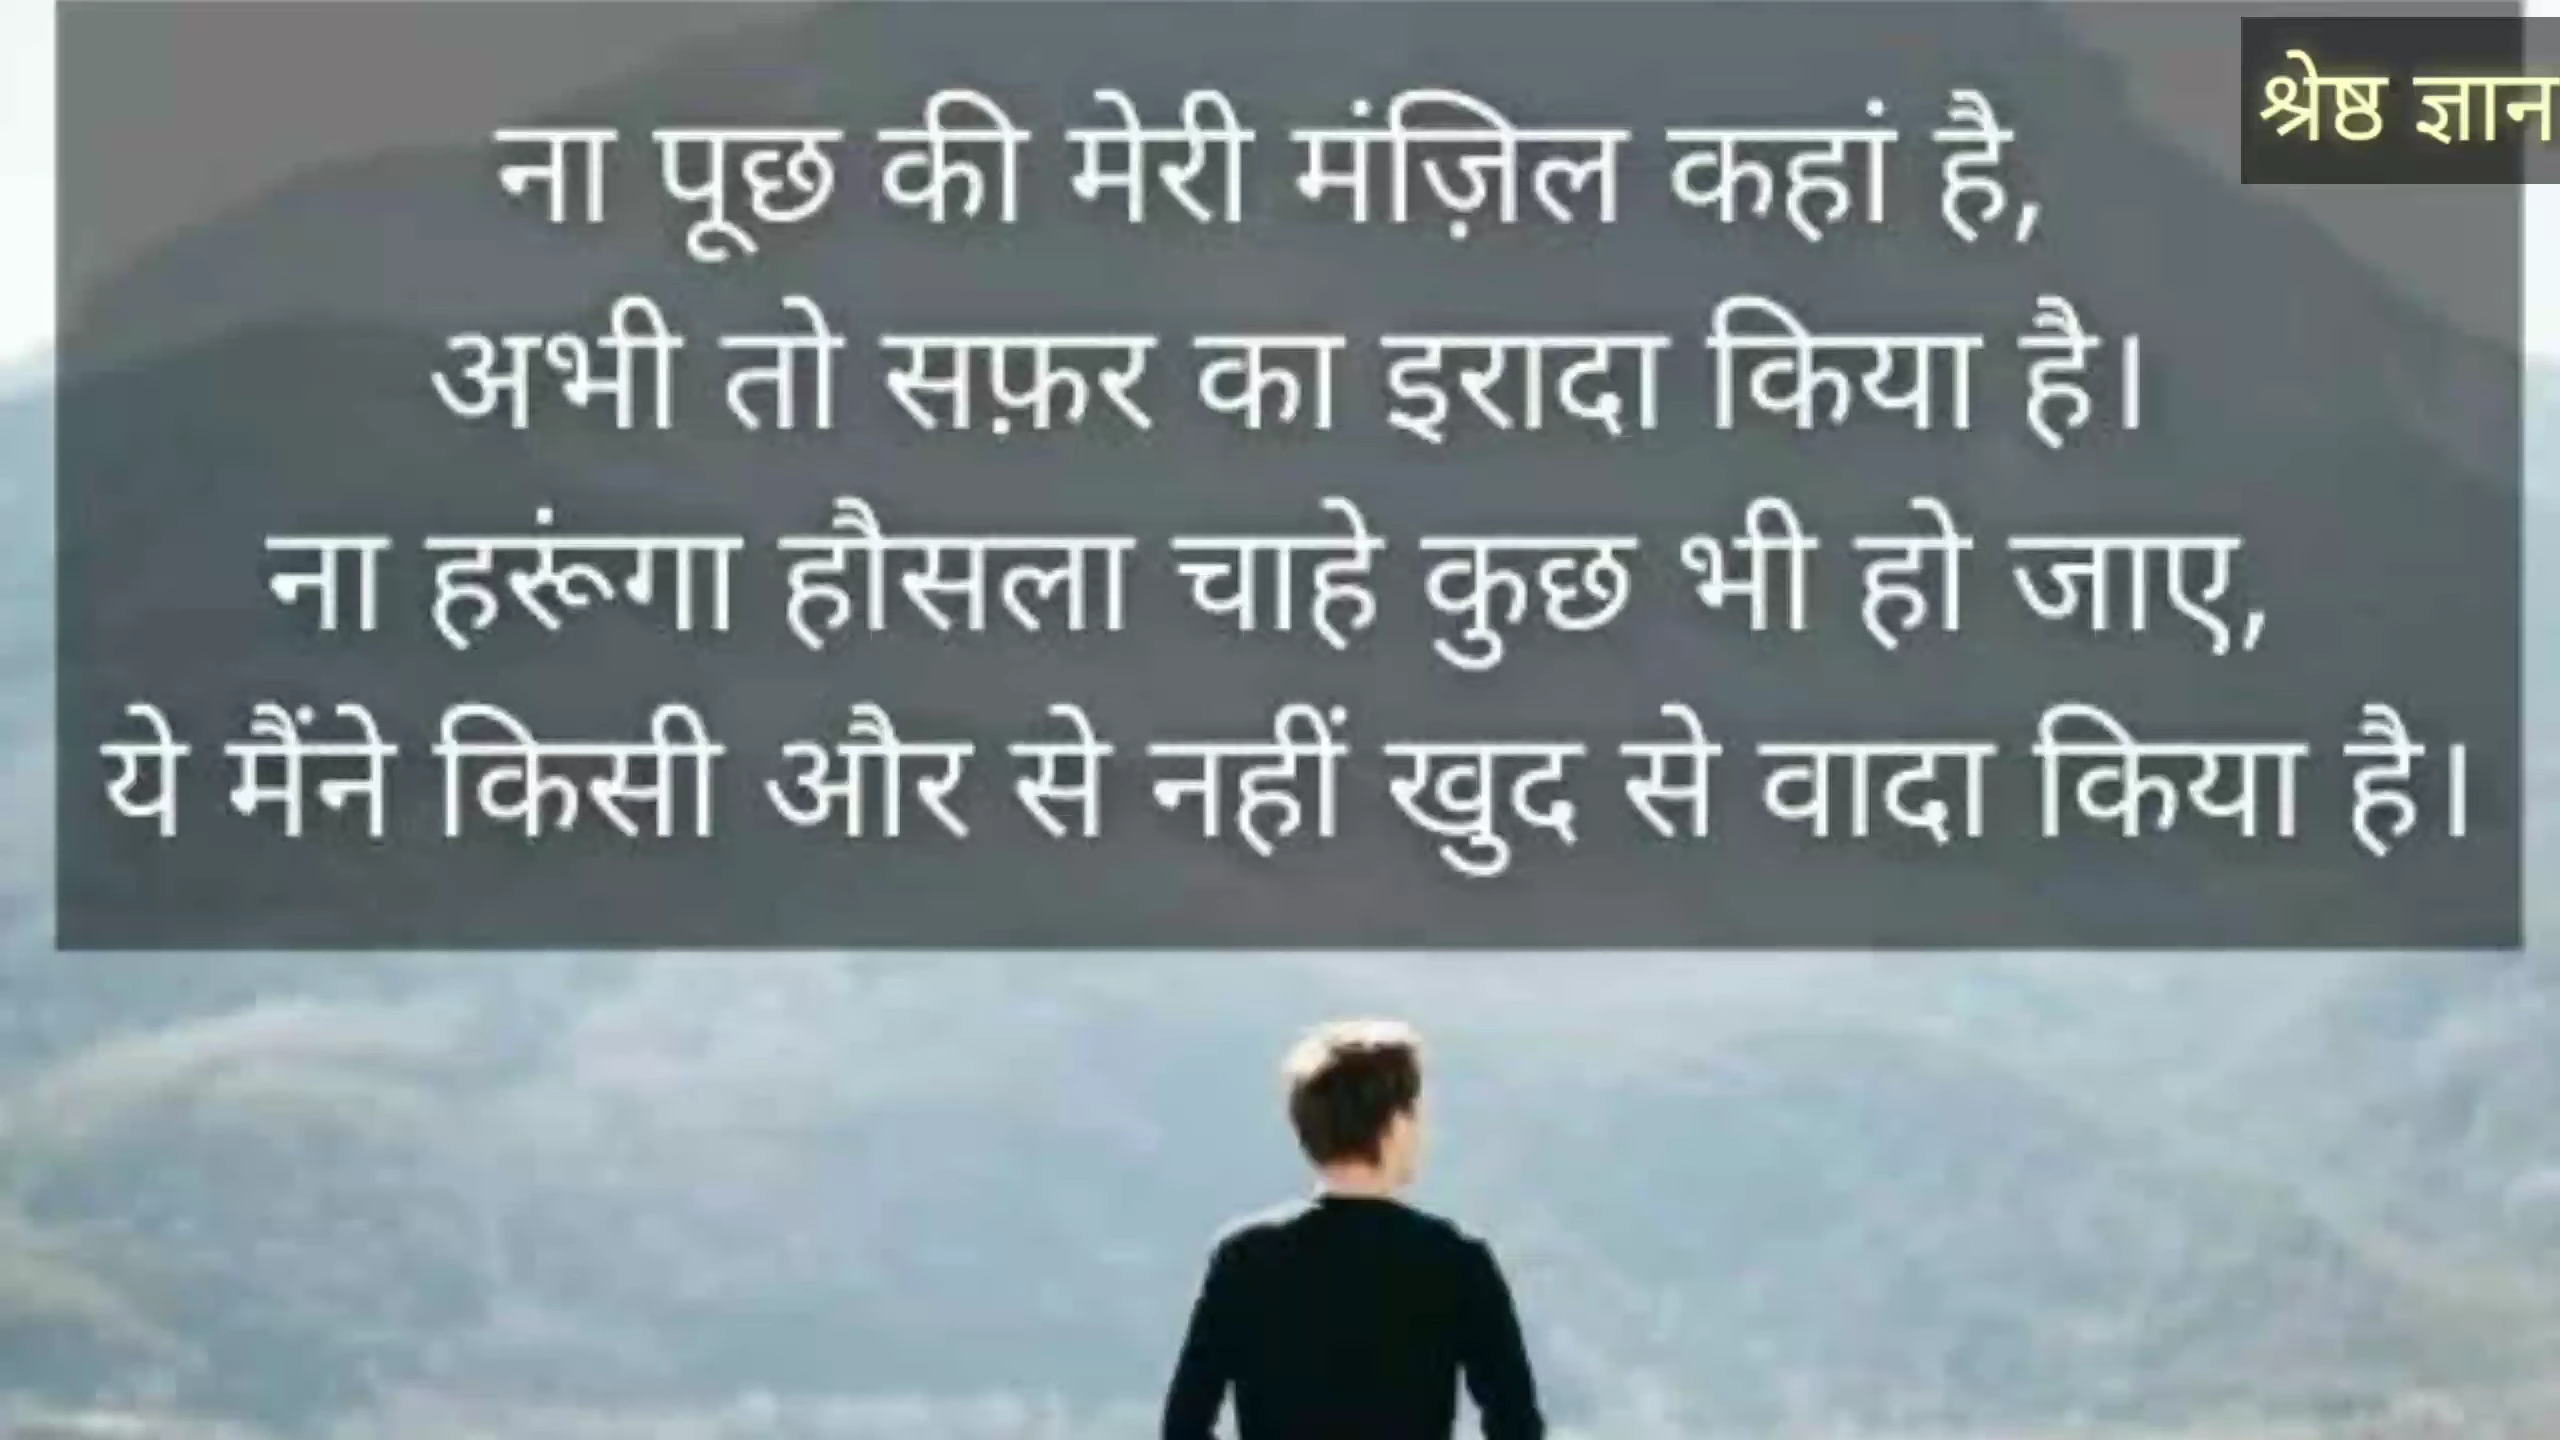 श्रेष्ठ ज्ञान
ना पूछ की मेरी मंज़िल कहां है,
अभी तो सफ़र का इरादा किया है।
ना हरूंगा हौसला चाहे कुछ भी हो जाए,
ये मैंने किसी और से नहीं खुद से वादा किया है।